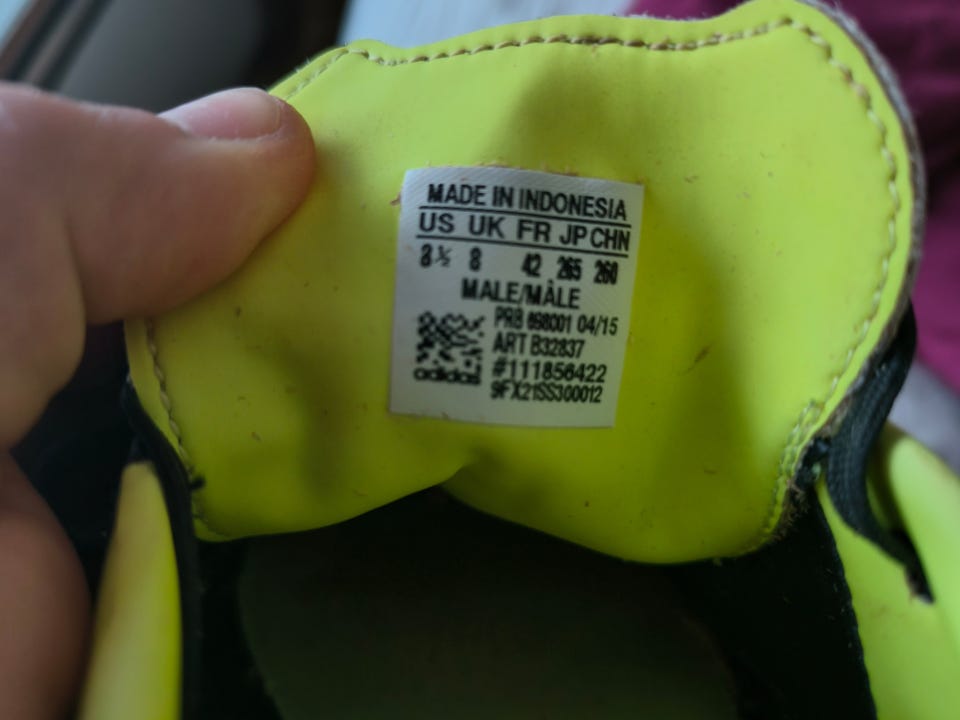 MADE IN INDONESIA
US UK FR JP CHN
8½ 8 42 265 260
MALE/MÂLE
PRB 698001 04/15
ART B32837
#111856422
9FX21SS300012
adidas